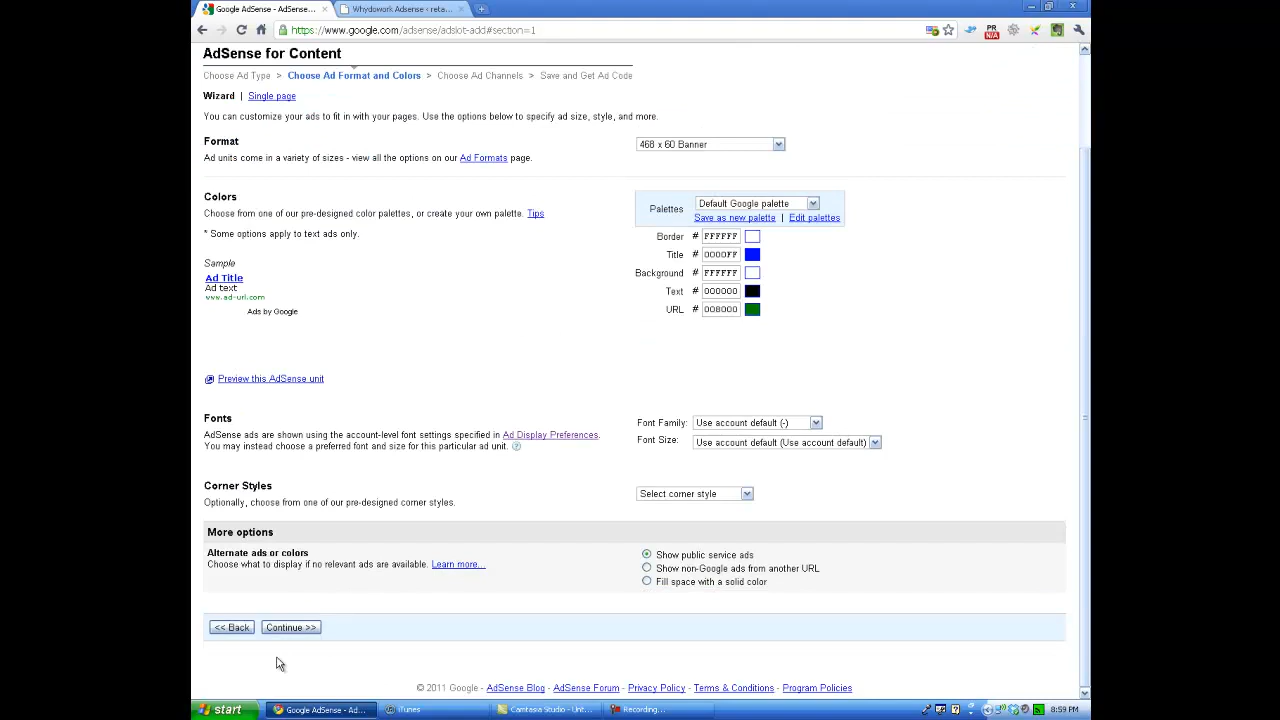 Google AdSense - AdSense...
Whydowork Adsense ‹ reta...
https://www.google.com/adsense/adslot-add#section=1
PR
N/A
AdSense for Content
Choose Ad Type > Choose Ad Format and Colors > Choose Ad Channels > Save and Get Ad Code
Wizard | Single page
You can customize your ads to fit in with your pages. Use the options below to specify ad size, style, and more.
Format
468 x 60 Banner
Ad units come in a variety of sizes - view all the options on our Ad Formats page.
Colors
Palettes Default Google palette
Choose from one of our pre-designed color palettes, or create your own palette. Tips
Save as new palette | Edit palettes
* Some options apply to text ads only.
Border # FFFFFF
Title # 0000FF
Background # FFFFFF
Text # 000000
URL # 008000
Sample
Ad Title
Ad text
www.ad-url.com
Ads by Google
Preview this AdSense unit
Fonts
Font Family: Use account default (-)
AdSense ads are shown using the account-level font settings specified in Ad Display Preferences.
Font Size: Use account default (Use account default)
You may instead choose a preferred font and size for this particular ad unit. ?
Corner Styles
Select corner style
Optionally, choose from one of our pre-designed corner styles.
More options
Alternate ads or colors
Choose what to display if no relevant ads are available. Learn more...
Show public service ads
Show non-Google ads from another URL
Fill space with a solid color
<< Back Continue >>
© 2011 Google - AdSense Blog - AdSense Forum - Privacy Policy - Terms & Conditions - Program Policies
start Google AdSense - Ad... iTunes Camtasia Studio - Unt... Recording... 8:59 PM